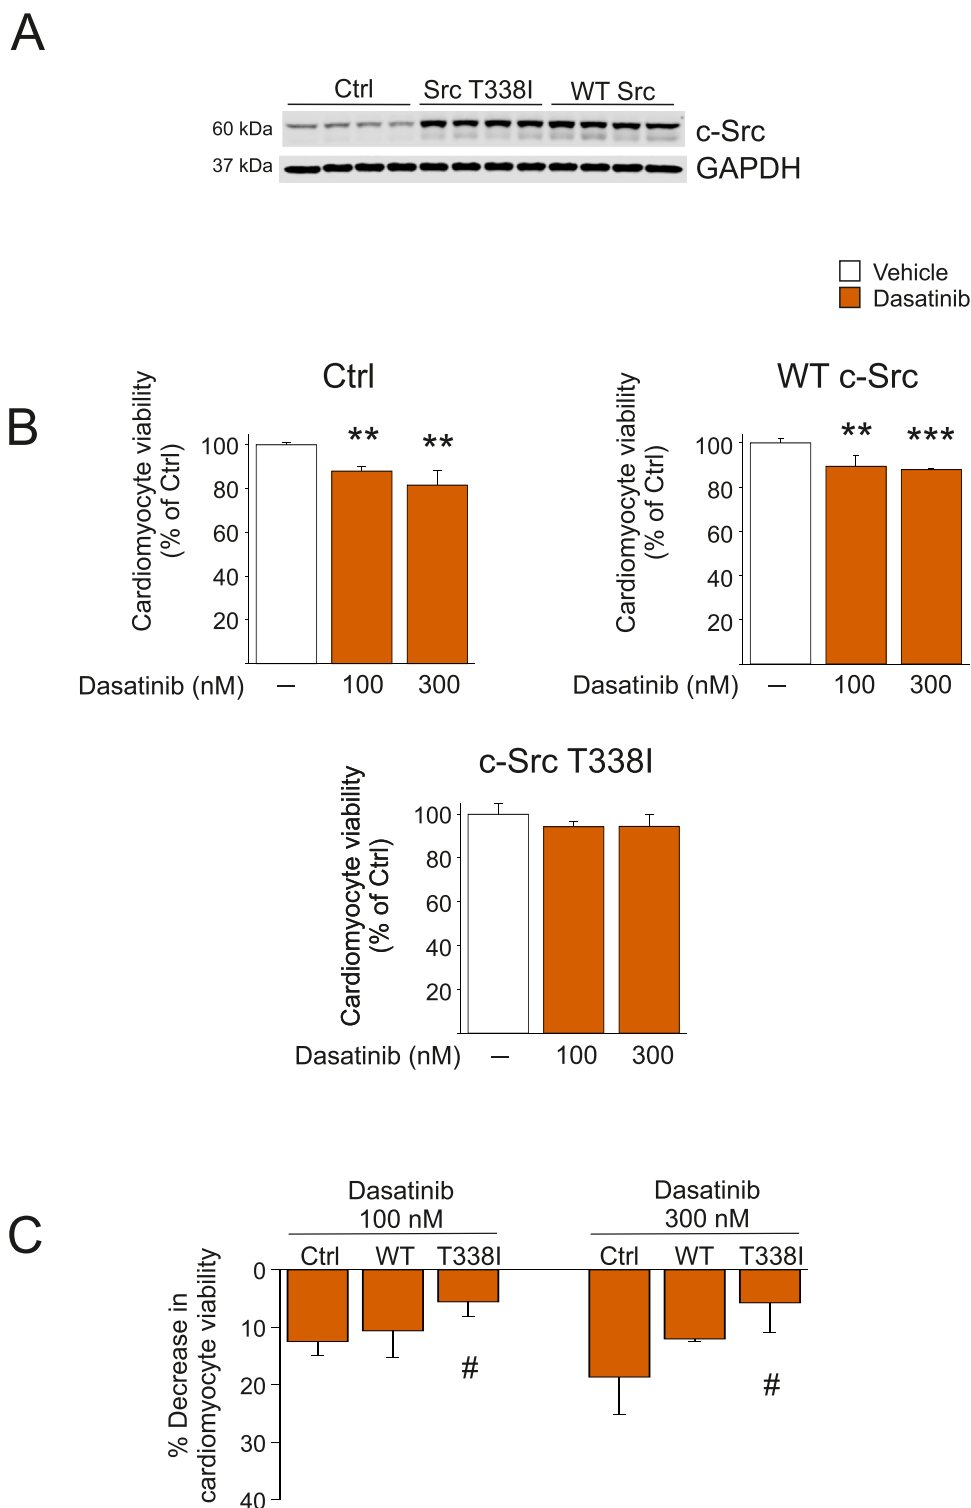 A
Ctrl Src T338I WT Src
60 kDa c-Src
37 kDa GAPDH
Vehicle
Dasatinib
B
Ctrl
Cardiomyocyte viability
(% of Ctrl)
100
80
60
40
20
** **
Dasatinib (nM) – 100 300
WT c-Src
Cardiomyocyte viability
(% of Ctrl)
100
80
60
40
20
** ***
Dasatinib (nM) – 100 300
c-Src T338I
Cardiomyocyte viability
(% of Ctrl)
100
80
60
40
20
Dasatinib (nM) – 100 300
C
Dasatinib
100 nM
Ctrl WT T338I
Dasatinib
300 nM
Ctrl WT T338I
% Decrease in
cardiomyocyte viability
0
10
20
30
40
# #